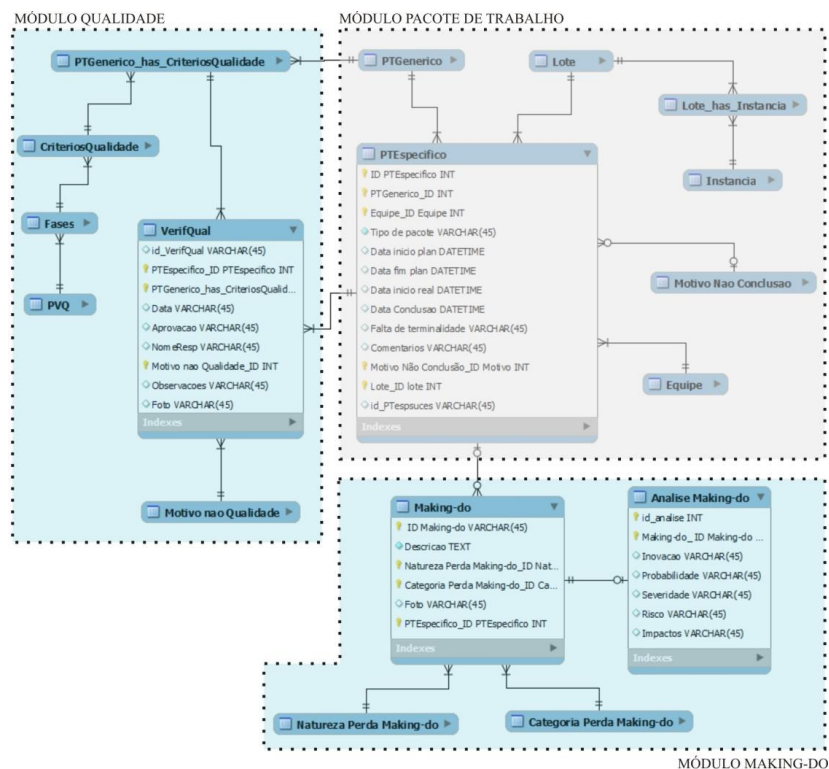 MÓDULO QUALIDADE
MÓDULO PACOTE DE TRABALHO
PTGenerico_has_CriteriosQualidade
CriteriosQualidade
Fases
PVQ
VerifQual
id_VerifQual VARCHAR(45)
PTEspecifico_ID PTEspecifico INT
PTGenerico_has_CriteriosQualid...
Data VARCHAR(45)
Aprovacao VARCHAR(45)
NomeResp VARCHAR(45)
Motivo nao Qualidade_ID INT
Observacoes VARCHAR(45)
Foto VARCHAR(45)
Indexes
Motivo nao Qualidade
PTGenerico
Lote
Lote_has_Instancia
Instancia
PTEspecifico
ID PTEspecifico INT
PTGenerico_ID INT
Equipe_ID Equipe INT
Tipo de pacote VARCHAR(45)
Data inicio plan DATETIME
Data fim plan DATETIME
Data inicio real DATETIME
Data Conclusao DATETIME
Falta de terminalidade VARCHAR(45)
Comentarios VARCHAR(45)
Motivo Não Conclusão_ID Motivo INT
Lote_ID lote INT
id_PTespsuces VARCHAR(45)
Indexes
Motivo Nao Conclusao
Equipe
Making-do
ID Making-do VARCHAR(45)
Descricao TEXT
Natureza Perda Making-do_ID Nat...
Categoria Perda Making-do_ID Ca...
Foto VARCHAR(45)
PTEspecifico_ID PTEspecifico INT
Indexes
Analise Making-do
id_analise INT
Making-do_ID Making-do ...
Inovacao VARCHAR(45)
Probabilidade VARCHAR(45)
Severidade VARCHAR(45)
Risco VARCHAR(45)
Impactos VARCHAR(45)
Indexes
Natureza Perda Making-do
Categoria Perda Making-do
MÓDULO MAKING-DO